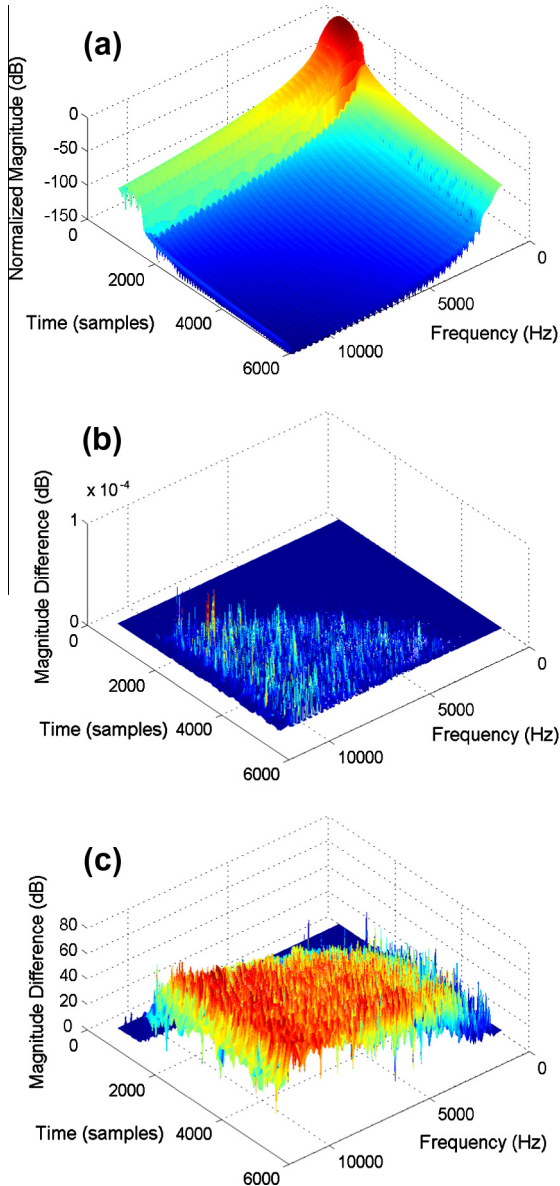 (a)
Normalized Magnitude (dB)
0
-50
-100
-150
0
2000
4000
6000
Time (samples)
10000
5000
0
Frequency (Hz)
(b)
x 10-4
Magnitude Difference (dB)
1
0
0
2000
4000
6000
Time (samples)
10000
5000
0
Frequency (Hz)
(c)
Magnitude Difference (dB)
80
60
40
20
0
0
2000
4000
6000
Time (samples)
10000
5000
0
Frequency (Hz)